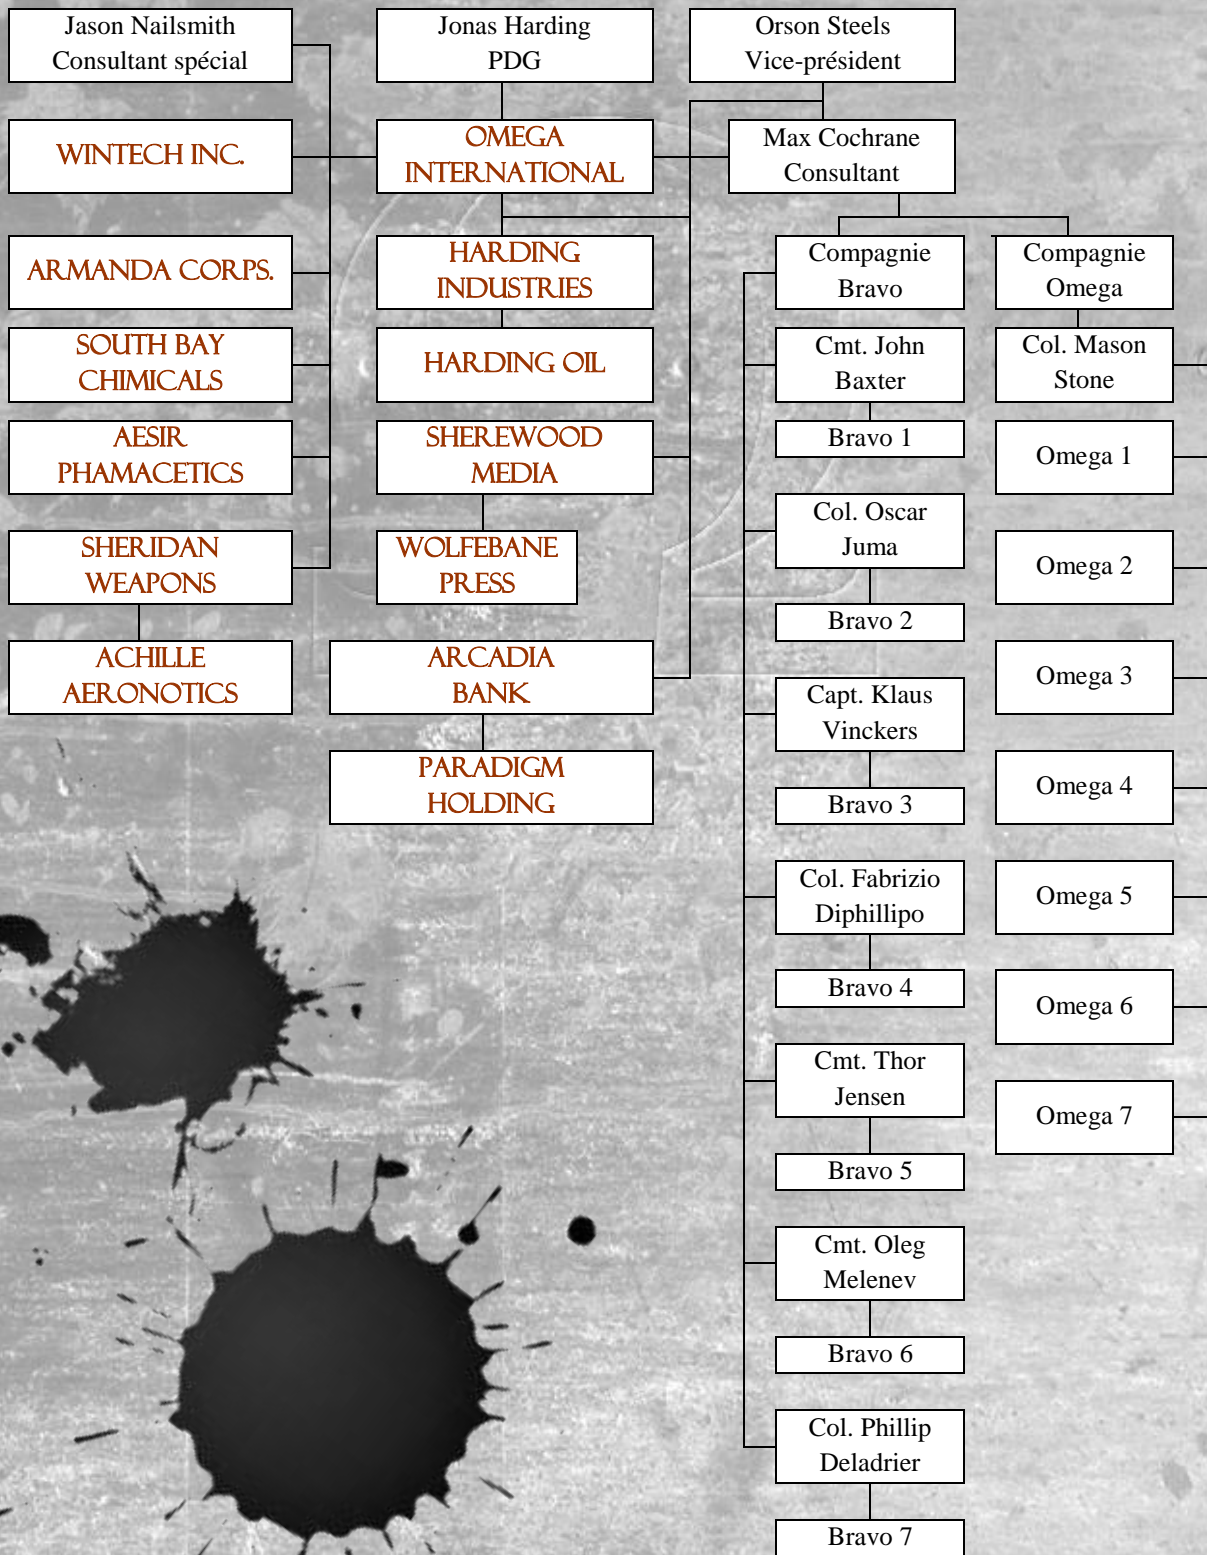 Jason Nailsmith
Consultant spécial
Jonas Harding
PDG
Orson Steels
Vice-président
WINTECH INC.
OMEGA
INTERNATIONAL
Max Cochrane
Consultant
ARMANDA CORPS.
HARDING
INDUSTRIES
Compagnie
Bravo
Compagnie
Omega
SOUTH BAY
CHIMICALS
HARDING OIL
Cmt. John
Baxter
Col. Mason
Stone
AESIR
PHAMACETICS
SHEREWOOD
MEDIA
Bravo 1
Omega 1
Col. Oscar
Juma
SHERIDAN
WEAPONS
WOLFEBANE
PRESS
Omega 2
Bravo 2
ACHILLE
AERONOTICS
ARCADIA
BANK
Omega 3
Capt. Klaus
Vinckers
PARADIGM
HOLDING
Omega 4
Bravo 3
Col. Fabrizio
Diphillipo
Omega 5
Bravo 4
Omega 6
Cmt. Thor
Jensen
Omega 7
Bravo 5
Cmt. Oleg
Melenev
Bravo 6
Col. Phillip
Deladrier
Bravo 7